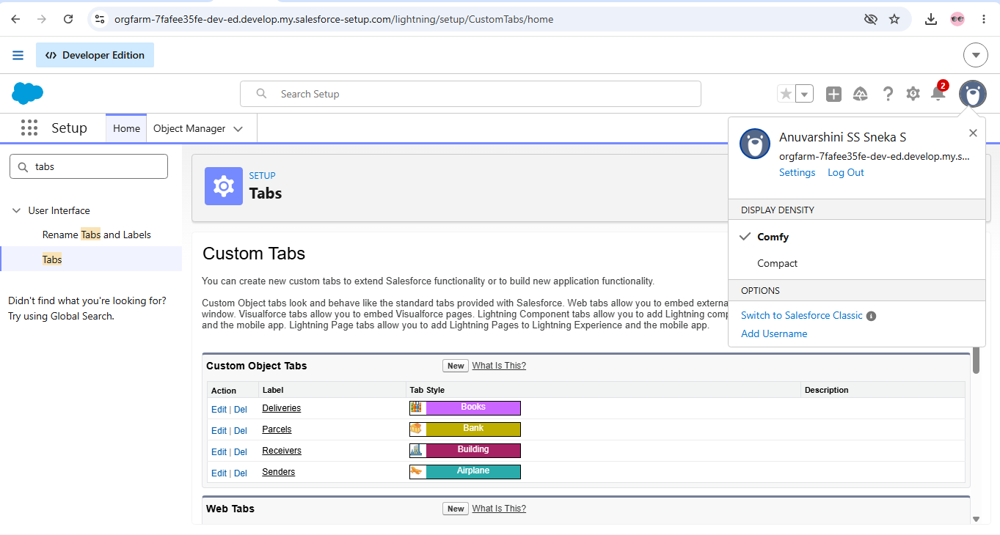 orgfarm-7fafee35fe-dev-ed.develop.my.salesforce-setup.com/lightning/setup/CustomTabs/home
Developer Edition
Search Setup
2
Setup
Home
Object Manager
tabs
User Interface
Rename Tabs and Labels
Tabs
Didn't find what you're looking for?
Try using Global Search.
SETUP
Tabs
Anuvarshini SS Sneka S
orgfarm-7fafee35fe-dev-ed.develop.my.s...
Settings Log Out
DISPLAY DENSITY
Comfy
Compact
OPTIONS
Switch to Salesforce Classic
Add Username
Custom Tabs
You can create new custom tabs to extend Salesforce functionality or to build new application functionality.
Custom Object tabs look and behave like the standard tabs provided with Salesforce. Web tabs allow you to embed externa
window. Visualforce tabs allow you to embed Visualforce pages. Lightning Component tabs allow you to add Lightning comp
and the mobile app. Lightning Page tabs allow you to add Lightning Pages to Lightning Experience and the mobile app.
Custom Object Tabs New What Is This?
Action Label Tab Style Description
Edit | Del Deliveries Books
Edit | Del Parcels Bank
Edit | Del Receivers Building
Edit | Del Senders Airplane
Web Tabs New What Is This?